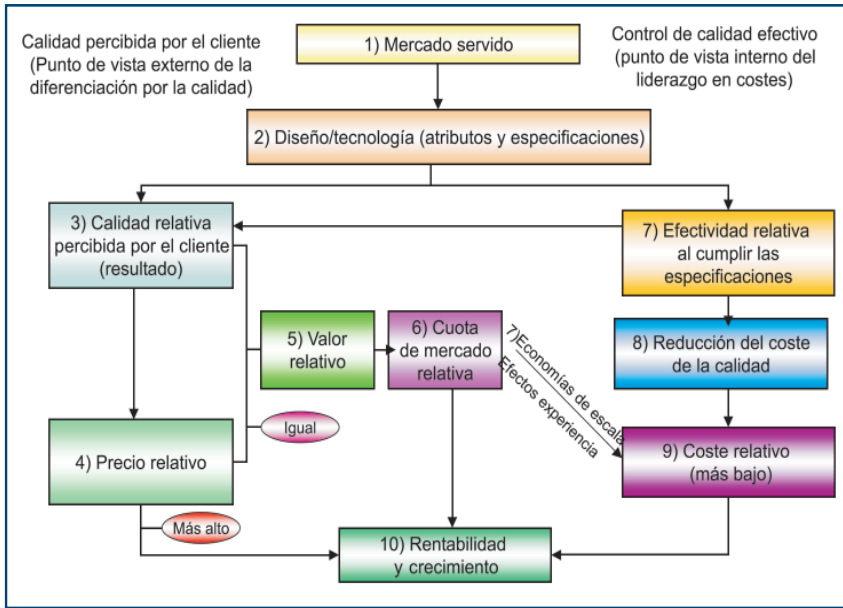 Calidad percibida por el cliente
(Punto de vista externo de la
diferenciación por la calidad)
1) Mercado servido
Control de calidad efectivo
(punto de vista interno del
liderazgo en costes)
2) Diseño/tecnología (atributos y especificaciones)
3) Calidad relativa
percibida por el cliente
(resultado)
7) Efectividad relativa
al cumplir las
especificaciones
5) Valor
relativo
6) Cuota
de mercado
relativa
7)Economías de escala
Efectos experiencia
8) Reducción del coste
de la calidad
Igual
4) Precio relativo
9) Coste relativo
(más bajo)
Más alto
10) Rentabilidad
y crecimiento